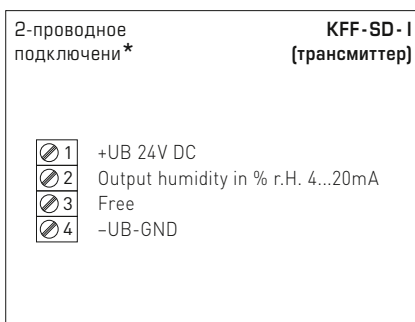 2-проводное
подключени*
KFF-SD-I
(трансмиттер)
1 +UB 24V DC
2 Output humidity in % r.H. 4...20mA
3 Free
4 –UB-GND